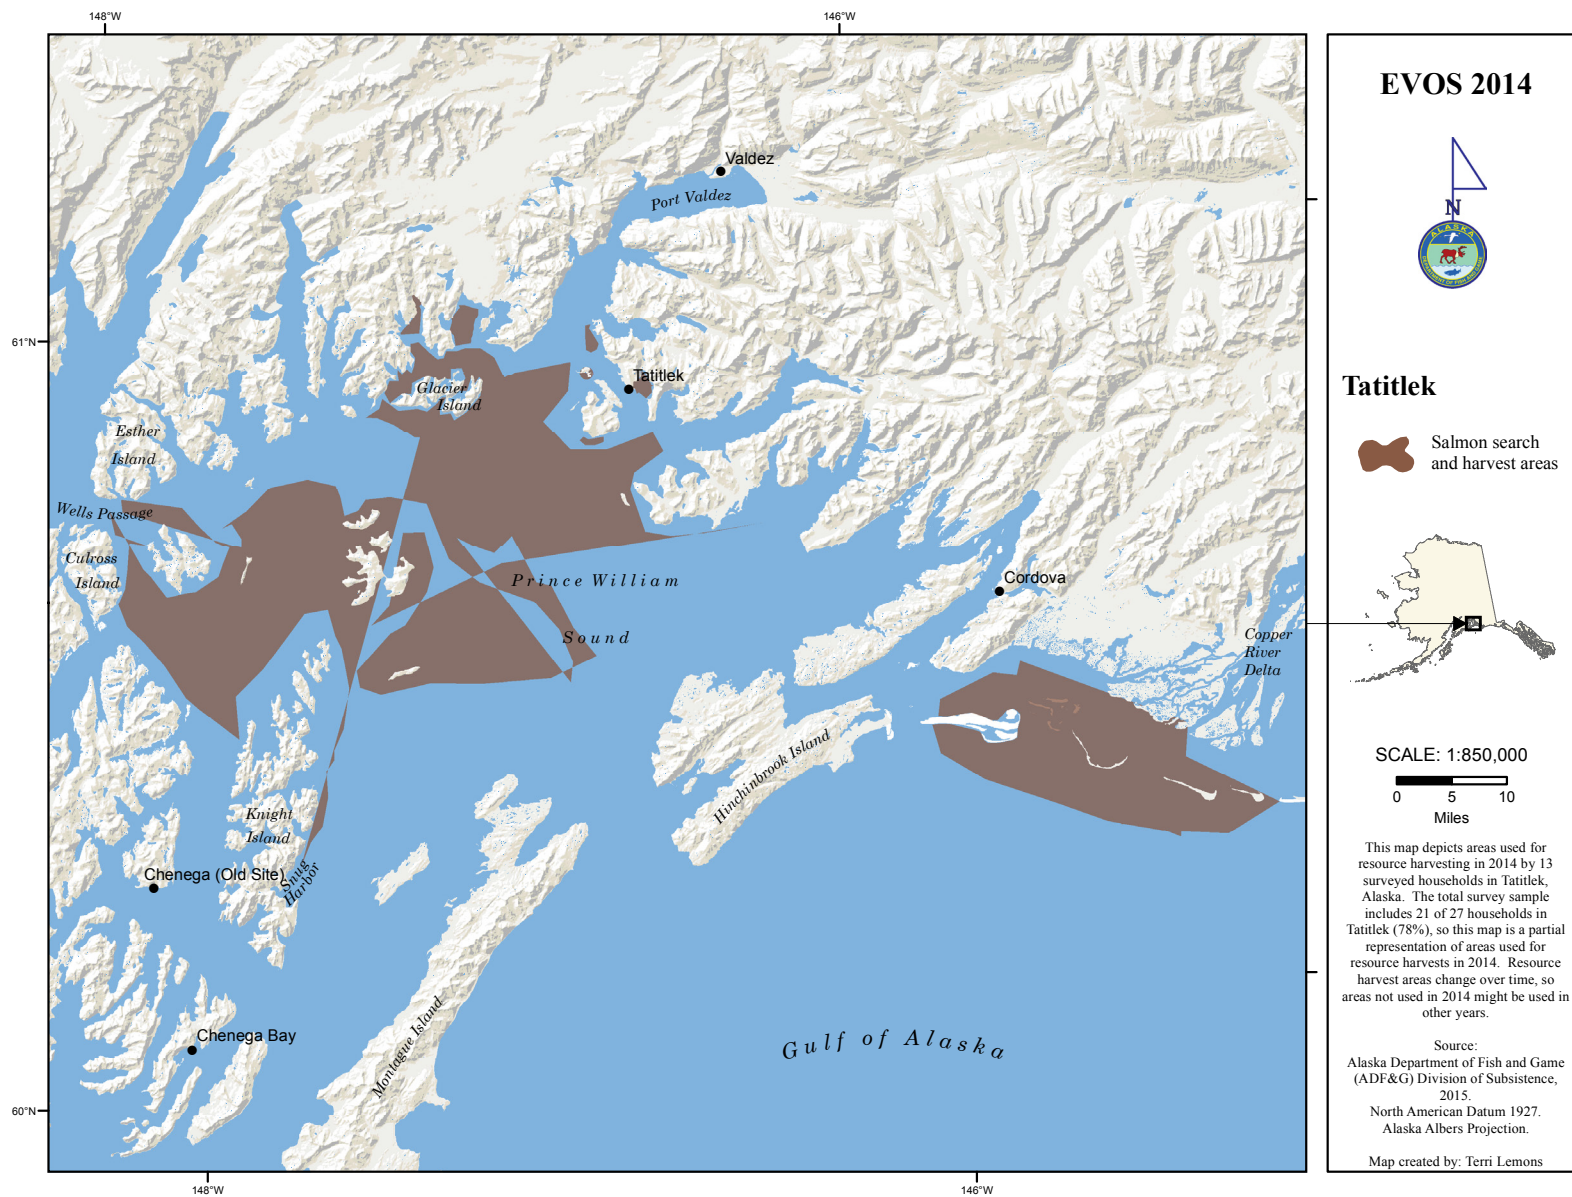 148°W
146°W
EVOS 2014
N
ALASKA
Valdez
Port Valdez
61°N
Tatitlek
Tatitlek
Glacier
Island
Esther
Island
Salmon search
and harvest areas
Wells Passage
Culross
Island
Prince William
Sound
Cordova
Copper
River
Delta
Hinchinbrook Island
SCALE: 1:850,000
0 5 10
Miles
Knight
Island
Snug
Harbor
Chenega (Old Site)
This map depicts areas used for
resource harvesting in 2014 by 13
surveyed households in Tatitlek,
Alaska. The total survey sample
includes 21 of 27 households in
Tatitlek (78%), so this map is a partial
representation of areas used for
resource harvests in 2014. Resource
harvest areas change over time, so
areas not used in 2014 might be used in
other years.
Chenega Bay
Montague Island
Gulf of Alaska
Source:
Alaska Department of Fish and Game
(ADF&G) Division of Subsistence,
2015.
North American Datum 1927.
Alaska Albers Projection.
60°N
Map created by: Terri Lemons
148°W
146°W